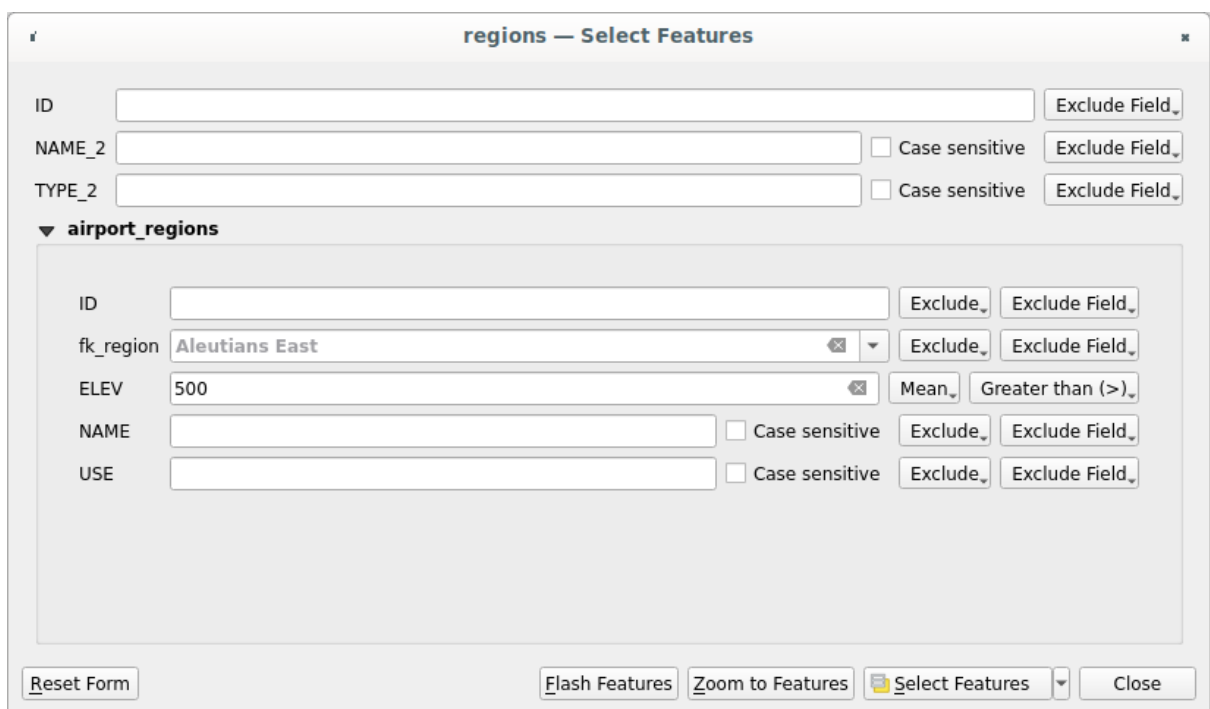 regions — Select Features
ID Exclude Field
NAME_2 Case sensitive Exclude Field
TYPE_2 Case sensitive Exclude Field
airport_regions
ID Exclude Exclude Field
fk_region Aleutians East Exclude Exclude Field
ELEV 500 Mean Greater than (>)
NAME Case sensitive Exclude Exclude Field
USE Case sensitive Exclude Exclude Field
Reset Form Flash Features Zoom to Features Select Features Close